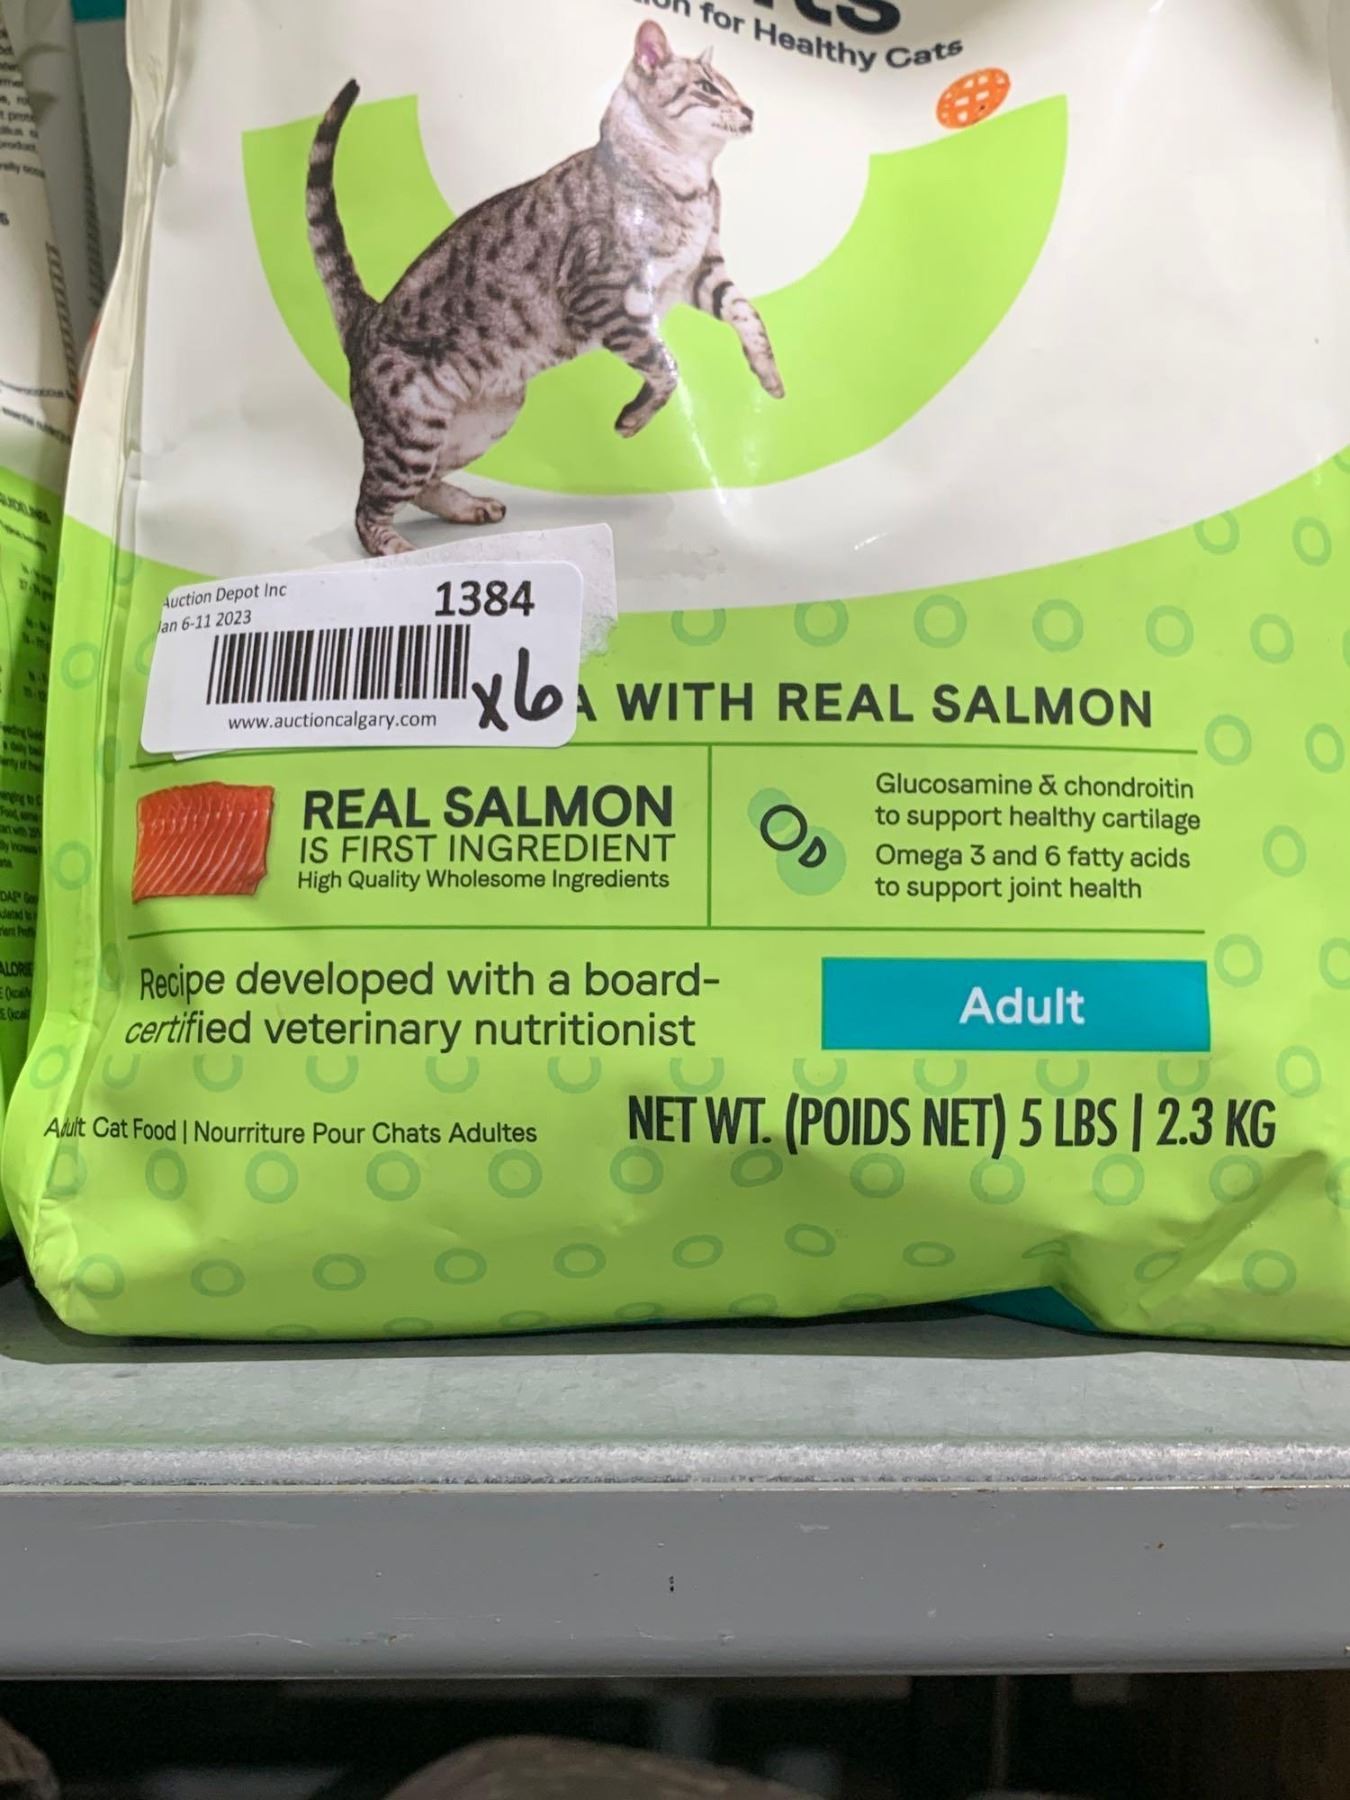 for Healthy Cats
Auction Depot Inc
Jan 6-11 2023
1384
x6
www.auctioncalgary.com
WITH REAL SALMON
REAL SALMON
IS FIRST INGREDIENT
High Quality Wholesome Ingredients
Glucosamine & chondroitin
to support healthy cartilage
Omega 3 and 6 fatty acids
to support joint health
Recipe developed with a board-
certified veterinary nutritionist
Adult
Adult Cat Food | Nourriture Pour Chats Adultes
NET WT. (POIDS NET) 5 LBS | 2.3 KG